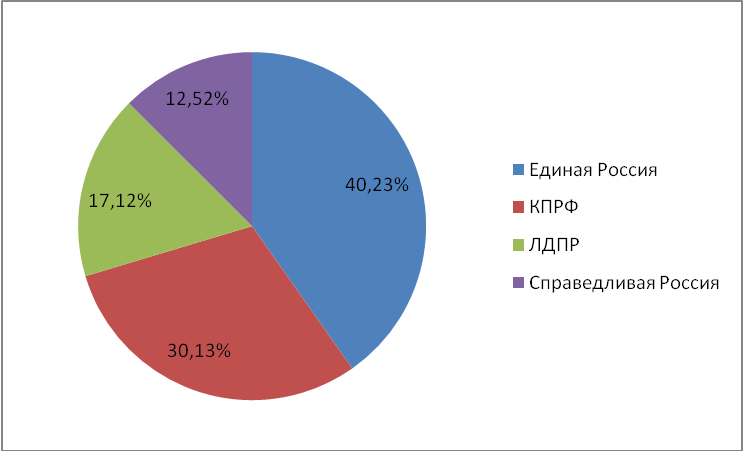 12,52%
40,23%
17,12%
30,13%
Единая Россия
КПРФ
ЛДПР
Справедливая Россия